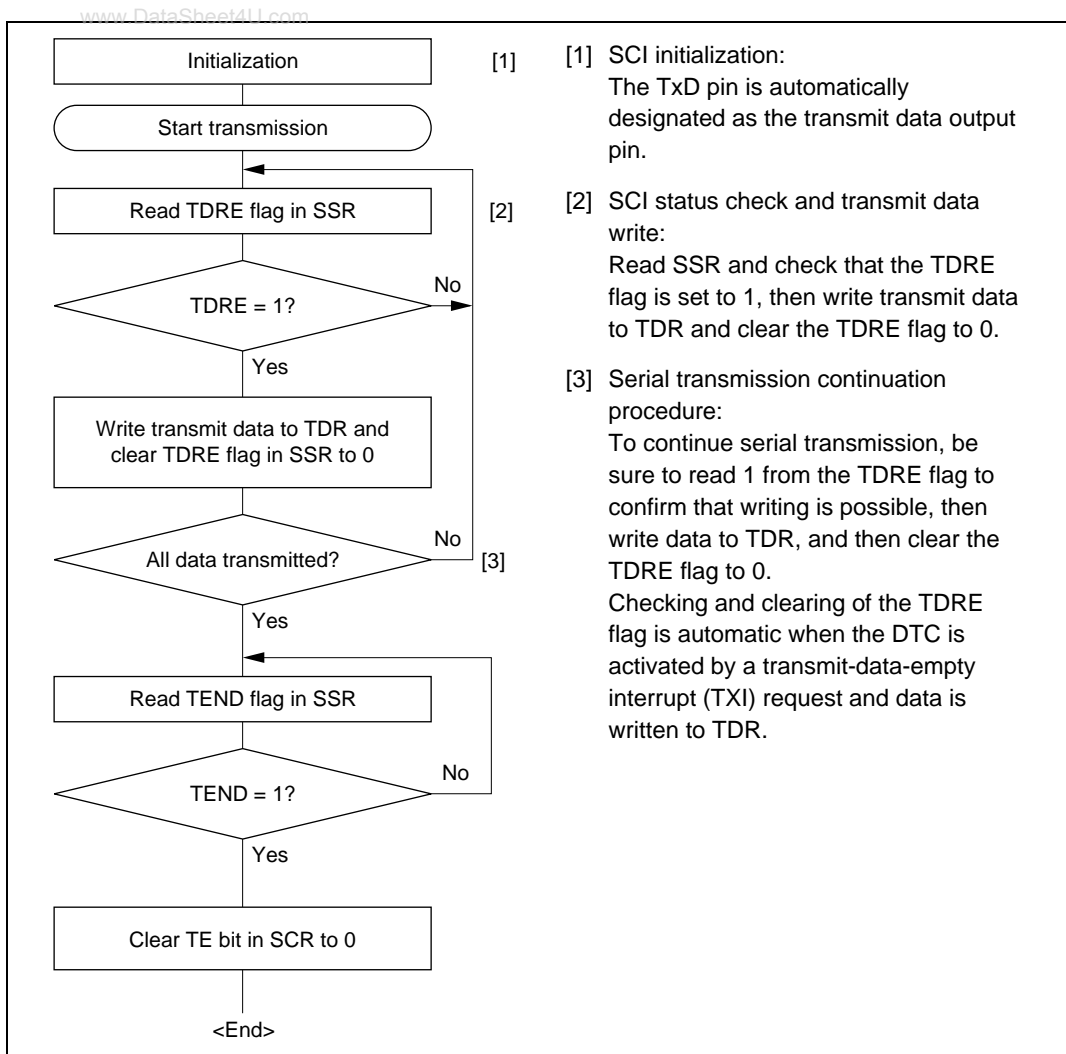 www.DataSheet4U.com
Initialization [1]
Start transmission
Read TDRE flag in SSR [2]
No
TDRE = 1?
Yes
Write transmit data to TDR and
clear TDRE flag in SSR to 0
No
All data transmitted? [3]
Yes
Read TEND flag in SSR
No
TEND = 1?
Yes
Clear TE bit in SCR to 0
<End>
[1] SCI initialization:
The TxD pin is automatically
designated as the transmit data output
pin.
[2] SCI status check and transmit data
write:
Read SSR and check that the TDRE
flag is set to 1, then write transmit data
to TDR and clear the TDRE flag to 0.
[3] Serial transmission continuation
procedure:
To continue serial transmission, be
sure to read 1 from the TDRE flag to
confirm that writing is possible, then
write data to TDR, and then clear the
TDRE flag to 0.
Checking and clearing of the TDRE
flag is automatic when the DTC is
activated by a transmit-data-empty
interrupt (TXI) request and data is
written to TDR.